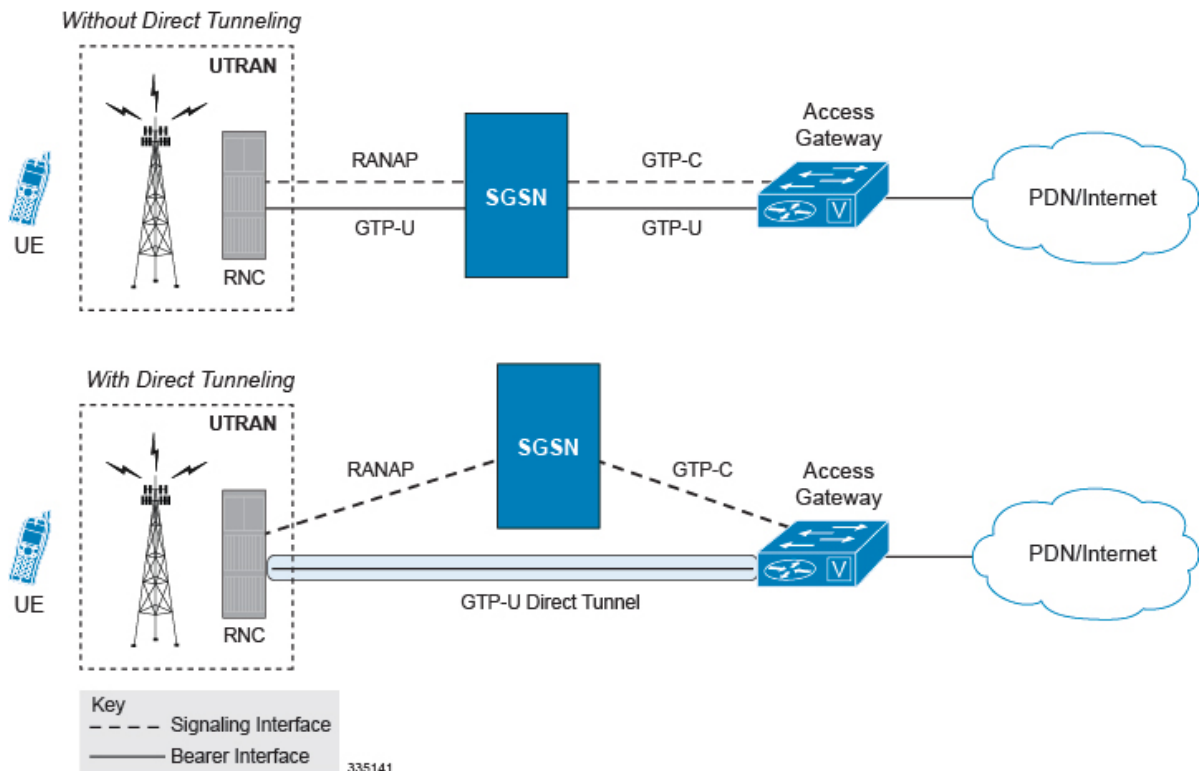 Without Direct Tunneling
UTRAN
UE
RNC
RANAP
GTP-U
SGSN
GTP-C
GTP-U
Access
Gateway
V
PDN/Internet
With Direct Tunneling
UTRAN
UE
RNC
RANAP
SGSN
GTP-C
GTP-U Direct Tunnel
Access
Gateway
V
PDN/Internet
Key
Signaling Interface
Bearer Interface
335141